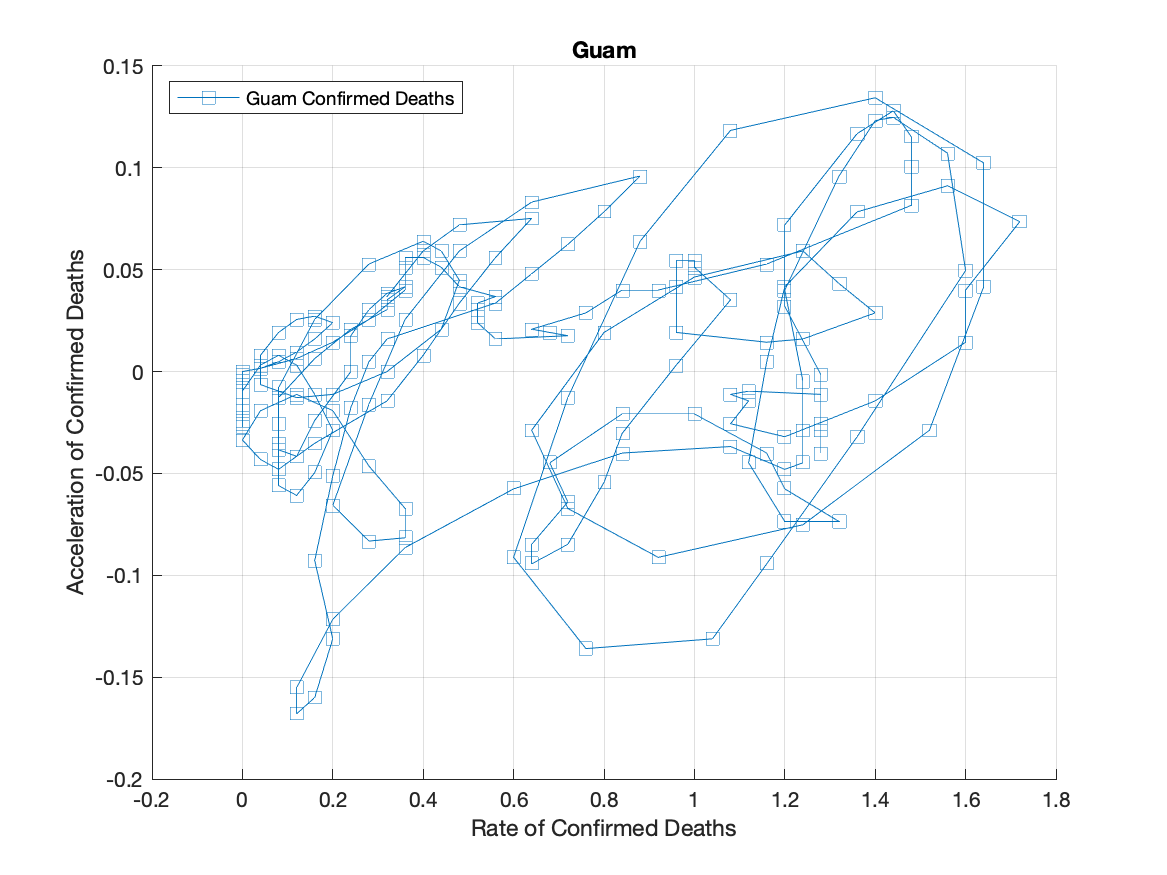 Guam
0.15
Guam Confirmed Deaths
0.1
0.05
0
-0.05
-0.1
-0.15
-0.2
Acceleration of Confirmed Deaths
-0.2 0 0.2 0.4 0.6 0.8 1 1.2 1.4 1.6 1.8
Rate of Confirmed Deaths